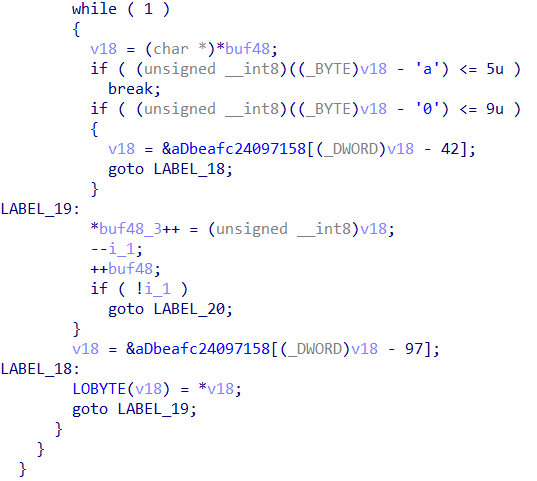 while ( 1 )
{
v18 = (char *)*buf48;
if ( (unsigned __int8)((_BYTE)v18 - 'a') <= 5u )
break;
if ( (unsigned __int8)((_BYTE)v18 - '0') <= 9u )
{
v18 = &aDbeafc24097158[(_DWORD)v18 - 42];
goto LABEL_18;
}
LABEL_19:
*buf48_3++ = (unsigned __int8)v18;
--i_1;
++buf48;
if ( !i_1 )
goto LABEL_20;
}
v18 = &aDbeafc24097158[(_DWORD)v18 - 97];
LABEL_18:
LOBYTE(v18) = *v18;
goto LABEL_19;
}
}
}